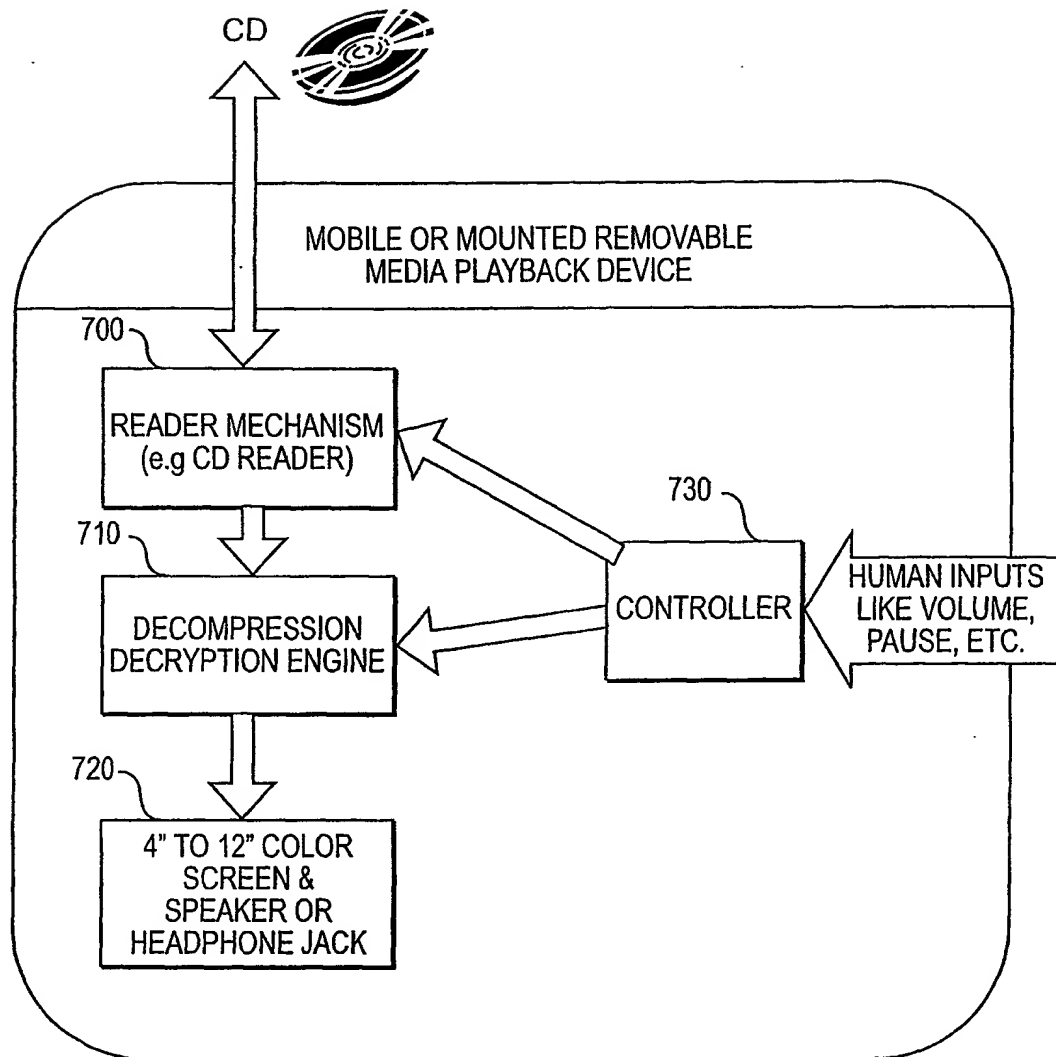 CD
MOBILE OR MOUNTED REMOVABLE
MEDIA PLAYBACK DEVICE
700
READER MECHANISM
(e.g CD READER)
710
DECOMPRESSION
DECRYPTION ENGINE
730
CONTROLLER
HUMAN INPUTS
LIKE VOLUME,
PAUSE, ETC.
720
4" TO 12" COLOR
SCREEN &
SPEAKER OR
HEADPHONE JACK